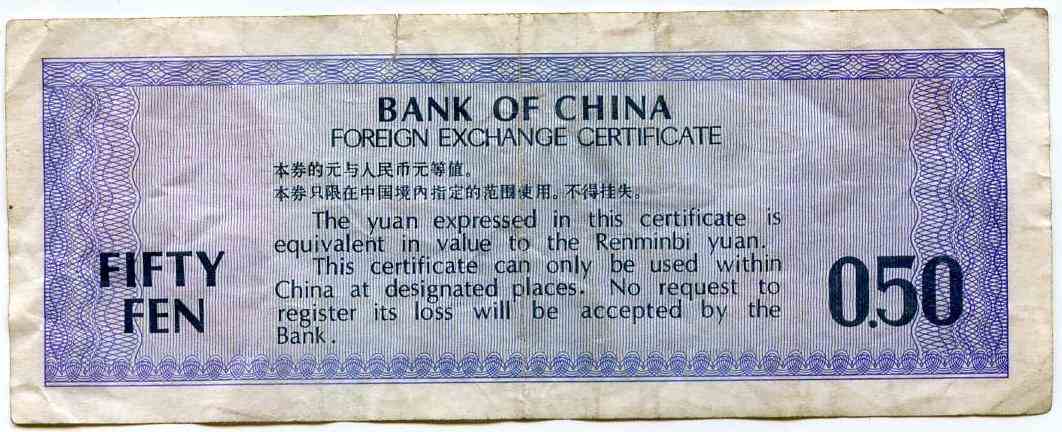 BANK OF CHINA
FOREIGN EXCHANGE CERTIFICATE
本券的元与人民币元等值。
本券只限在中国境内指定的范围使用。不得挂失。
The yuan expressed in this certificate is
equivalent in value to the Renminbi yuan.
This certificate can only be used within
China at designated places. No request to
register its loss will be accepted by the
Bank.
FIFTY
FEN
0.50